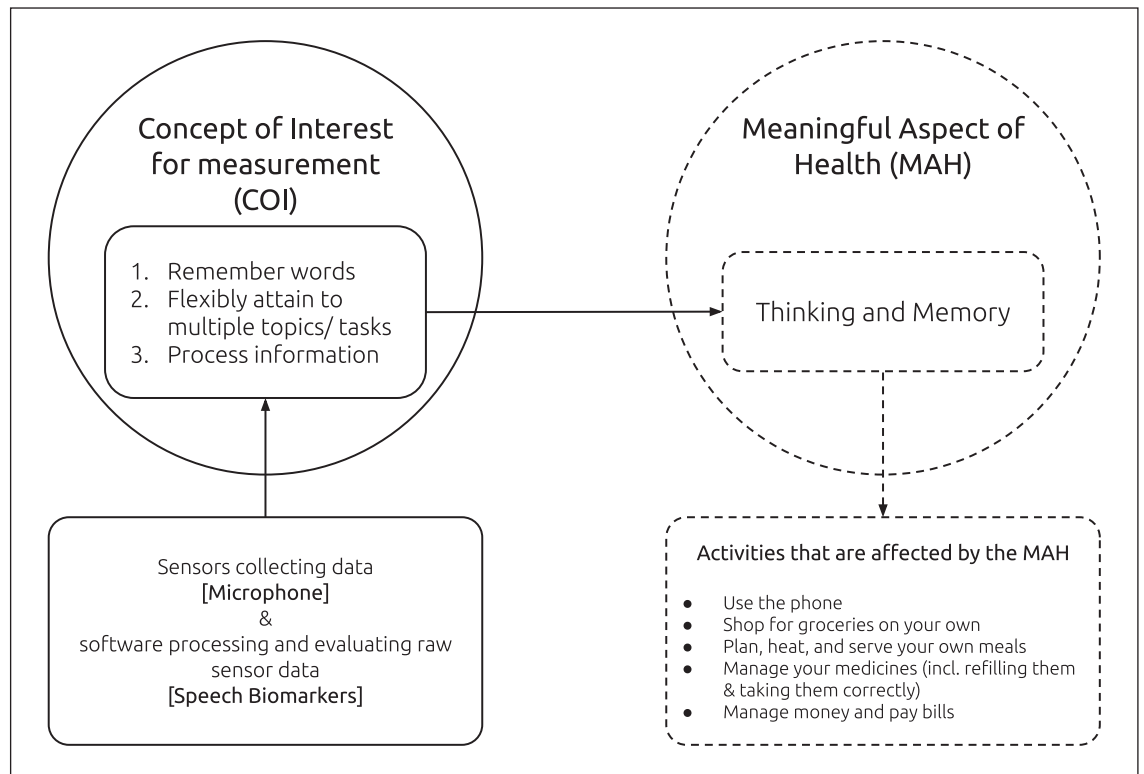 Concept of Interest
for measurement
(COI)
1. Remember words
2. Flexibly attain to
multiple topics/ tasks
3. Process information
Sensors collecting data
[Microphone]
&
software processing and evaluating raw
sensor data
[Speech Biomarkers]
Meaningful Aspect of
Health (MAH)
Thinking and Memory
Activities that are affected by the MAH
● Use the phone
● Shop for groceries on your own
● Plan, heat, and serve your own meals
● Manage your medicines (incl. refilling them
& taking them correctly)
● Manage money and pay bills